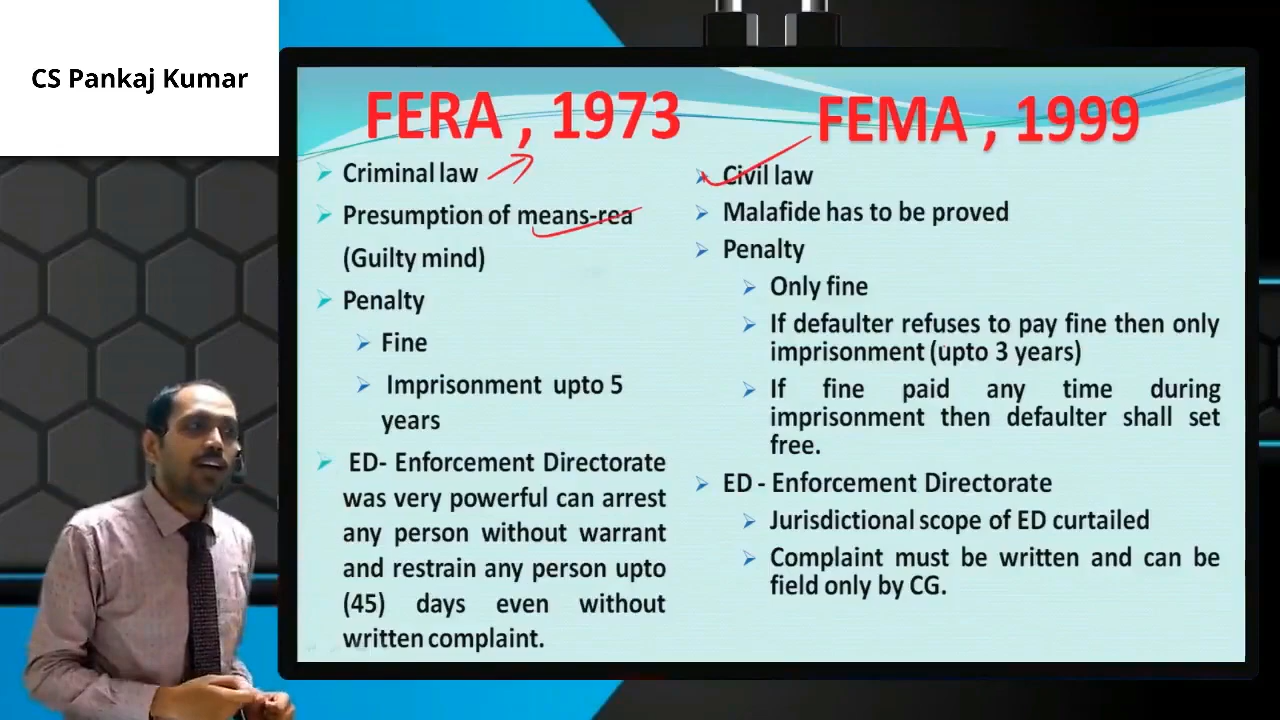 CS Pankaj Kumar
FERA , 1973
Criminal law
Presumption of means-rea
(Guilty mind)
Penalty
Fine
Imprisonment upto 5
years
ED- Enforcement Directorate
was very powerful can arrest
any person without warrant
and restrain any person upto
(45) days even without
written complaint.
FEMA , 1999
Civil law
Malafide has to be proved
Penalty
Only fine
If defaulter refuses to pay fine then only
imprisonment (upto 3 years)
If fine paid any time during
imprisonment then defaulter shall set
free.
ED - Enforcement Directorate
Jurisdictional scope of ED curtailed
Complaint must be written and can be
field only by CG.